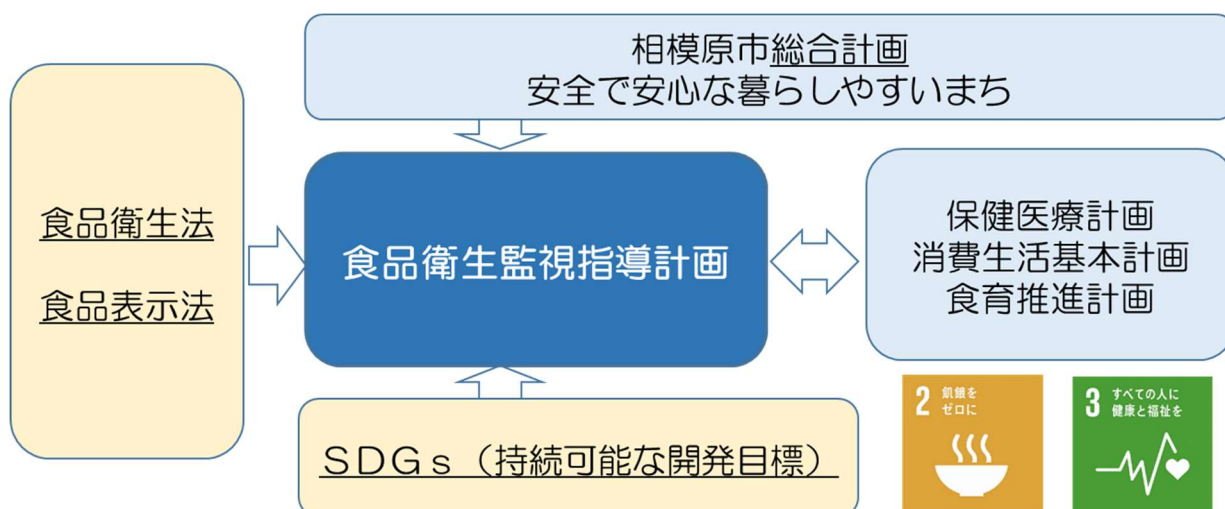 相模原市総合計画
安全で安心な暮らしやすいまち
食品衛生法
食品表示法
食品衛生監視指導計画
保健医療計画
消費生活基本計画
食育推進計画
ＳＤＧｓ（持続可能な開発目標）
2 飢餓を
ゼロに
3 すべての人に
健康と福祉を